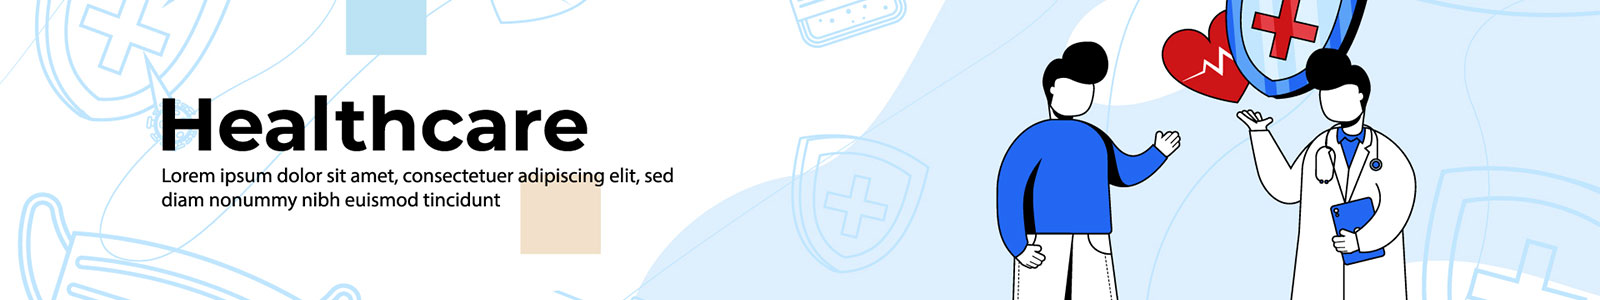 Healthcare
Lorem ipsum dolor sit amet, consectetuer adipiscing elit, sed
diam nonummy nibh euismod tincidunt